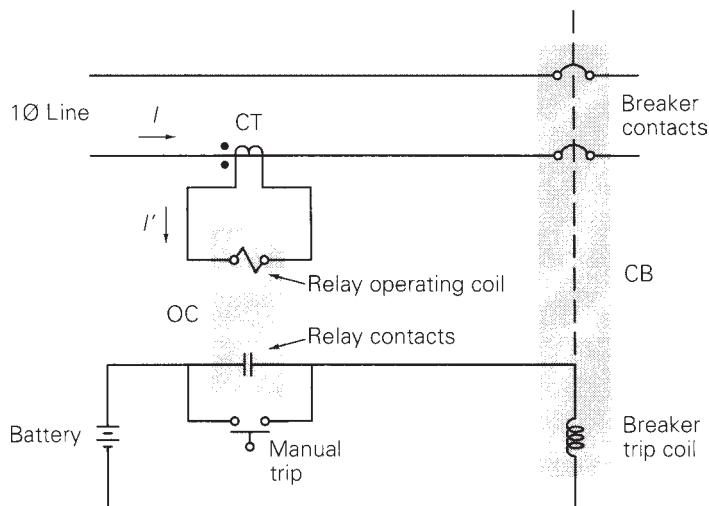 1Ø Line
I
CT
Breaker
contacts
I'
Relay operating coil
CB
OC
Relay contacts
Battery
Manual
trip
Breaker
trip coil